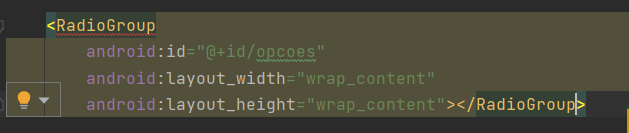 <RadioGroup
android:id="@+id/opcoes"
android:layout_width="wrap_content"
android:layout_height="wrap_content"></RadioGroup>